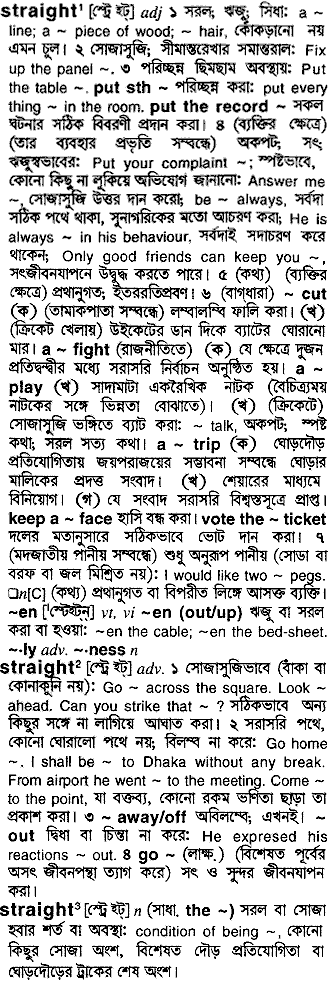 straight¹ [স্ট্রেইট্] adj ১ সরল; ঋজু; সিধা: a ~
line; a ~ piece of wood; ~ hair, কোঁকড়ানো নয়
এমন চুল। ২ সোজাসুজি; সীমান্তরেখার সমান্তরাল: Fix
up the panel ~. ৩ পরিচ্ছন্ন ছিমছাম অবস্থায়: Put
the table ~. put sth ~ পরিচ্ছন্ন করা: put every
thing ~ in the room. put the record ~ সকল
ঘটনার সঠিক বিবরণী প্রদান করা। ৪ (ব্যক্তির ক্ষেত্রে)
(তার ব্যবহার প্রভৃতি সম্বন্ধে) অকপট; সৎ;
ঋজুস্বভাবের: Put your complaint ~; স্পষ্টভাবে,
কোনো কিছু না লুকিয়ে অভিযোগ জানানো: Answer me
~, সোজাসুজি উত্তর দান করো; be ~ always, সর্বদা
সঠিক পথে থাকা, সুনাগরিকের মতো আচরণ করা; He is
always ~ in his behaviour, সর্বদাই সদাচরণ করে
থাকেন; Only good friends can keep you ~,
সৎজীবনযাপনে উদ্বুদ্ধ করতে পারে। ৫ (কথ্য) (ব্যক্তির
ক্ষেত্রে) প্রথানুগত; ইতররতিপ্রবণ। ৬ (বাগ্‌ধারা) ~ cut
(ক) (তামাকপাতা সম্বন্ধে) লম্বালম্বি ফালি করা। (খ)
(ক্রিকেট খেলায়) উইকেটের ডান দিকে ব্যাটের ঘোরানো
মার। a ~ fight (রাজনীতিতে) (ক) যে ক্ষেত্রে দুজন
প্রতিদ্বন্দ্বীর মধ্যে সরাসরি নির্বাচন অনুষ্ঠিত হয়। a ~
play (খ) সাদামাটা একরৈখিক নাটক (বৈচিত্র্যময়
নাটকের সঙ্গে ভিন্নতা বোঝাতে)। (খ) (ক্রিকেটে)
সোজাসুজি ভঙ্গিতে ব্যাট করা: ~ talk, অকপট; স্পষ্ট
কথা; সরল সত্য কথা। a ~ trip (ক) ঘোড়দৌড়
প্রতিযোগিতায় জয়পরাজয়ের সম্ভাবনা সম্বন্ধে ঘোড়ার
মালিকের প্রদত্ত সংবাদ। (খ) শেয়ারের মাধ্যমে
বিনিয়োগ। (গ) যে সংবাদ সরাসরি বিশ্বস্তসূত্রে প্রাপ্ত।
keep a ~ face হাসি বন্ধ করা। vote the ~ ticket
দলের মতানুসারে সঠিকভাবে ভোট দান করা। ৭
(মদজাতীয় পানীয় সম্বন্ধে) শুধু অনুরূপ পানীয় (সোডা বা
বরফ বা জল মিশ্রিত নয়): I would like two ~ pegs.
□n[C] (কথ্য) প্রথানুগত বা বিপরীত লিঙ্গে আসক্ত ব্যক্তি।
~en [ˈস্ট্রেইট্‌ন্] vt, vi ~en (out/up) ঋজু বা সরল
করা বা হওয়া: ~en the cable; ~en the bed-sheet.
~ly adv. ~ness n
straight² [স্ট্রেইট্] adv. ১ সোজাসুজিভাবে (বাঁকা বা
কোনাকুনি নয়): Go ~ across the square. Look ~
ahead. Can you strike that ~ ? সঠিকভাবে অন্য
কিছুর সঙ্গে না লাগিয়ে আঘাত করা। ২ সরাসরি পথে,
কোনো ঘোরালো পথে নয়; বিলম্ব না করে: Go home
~. I shall be ~ to Dhaka without any break.
From airport he went ~ to the meeting. Come ~
to the point, যা বক্তব্য, কোনো রকম ভণিতা ছাড়া তা
প্রকাশ করা। ৩ ~ away/off অবিলম্বে; এখনই। ~
out দ্বিধা বা চিন্তা না করে: He expresed his
reactions ~ out. ৪ go ~ (লাক্ষ.) (বিশেষত পূর্বের
অসৎ জীবনপন্থা ত্যাগ করে) সৎ ও সুন্দর জীবনযাপন
করা।
straight³ [স্ট্রেইট্] n (সাধা. the ~) সরল বা সোজা
হবার শর্ত বা অবস্থা: condition of being ~, কোনো
কিছুর সোজা অংশ, বিশেষত দৌড় প্রতিযোগিতা বা
ঘোড়দৌড়ের ট্র্যাকের শেষ অংশ।